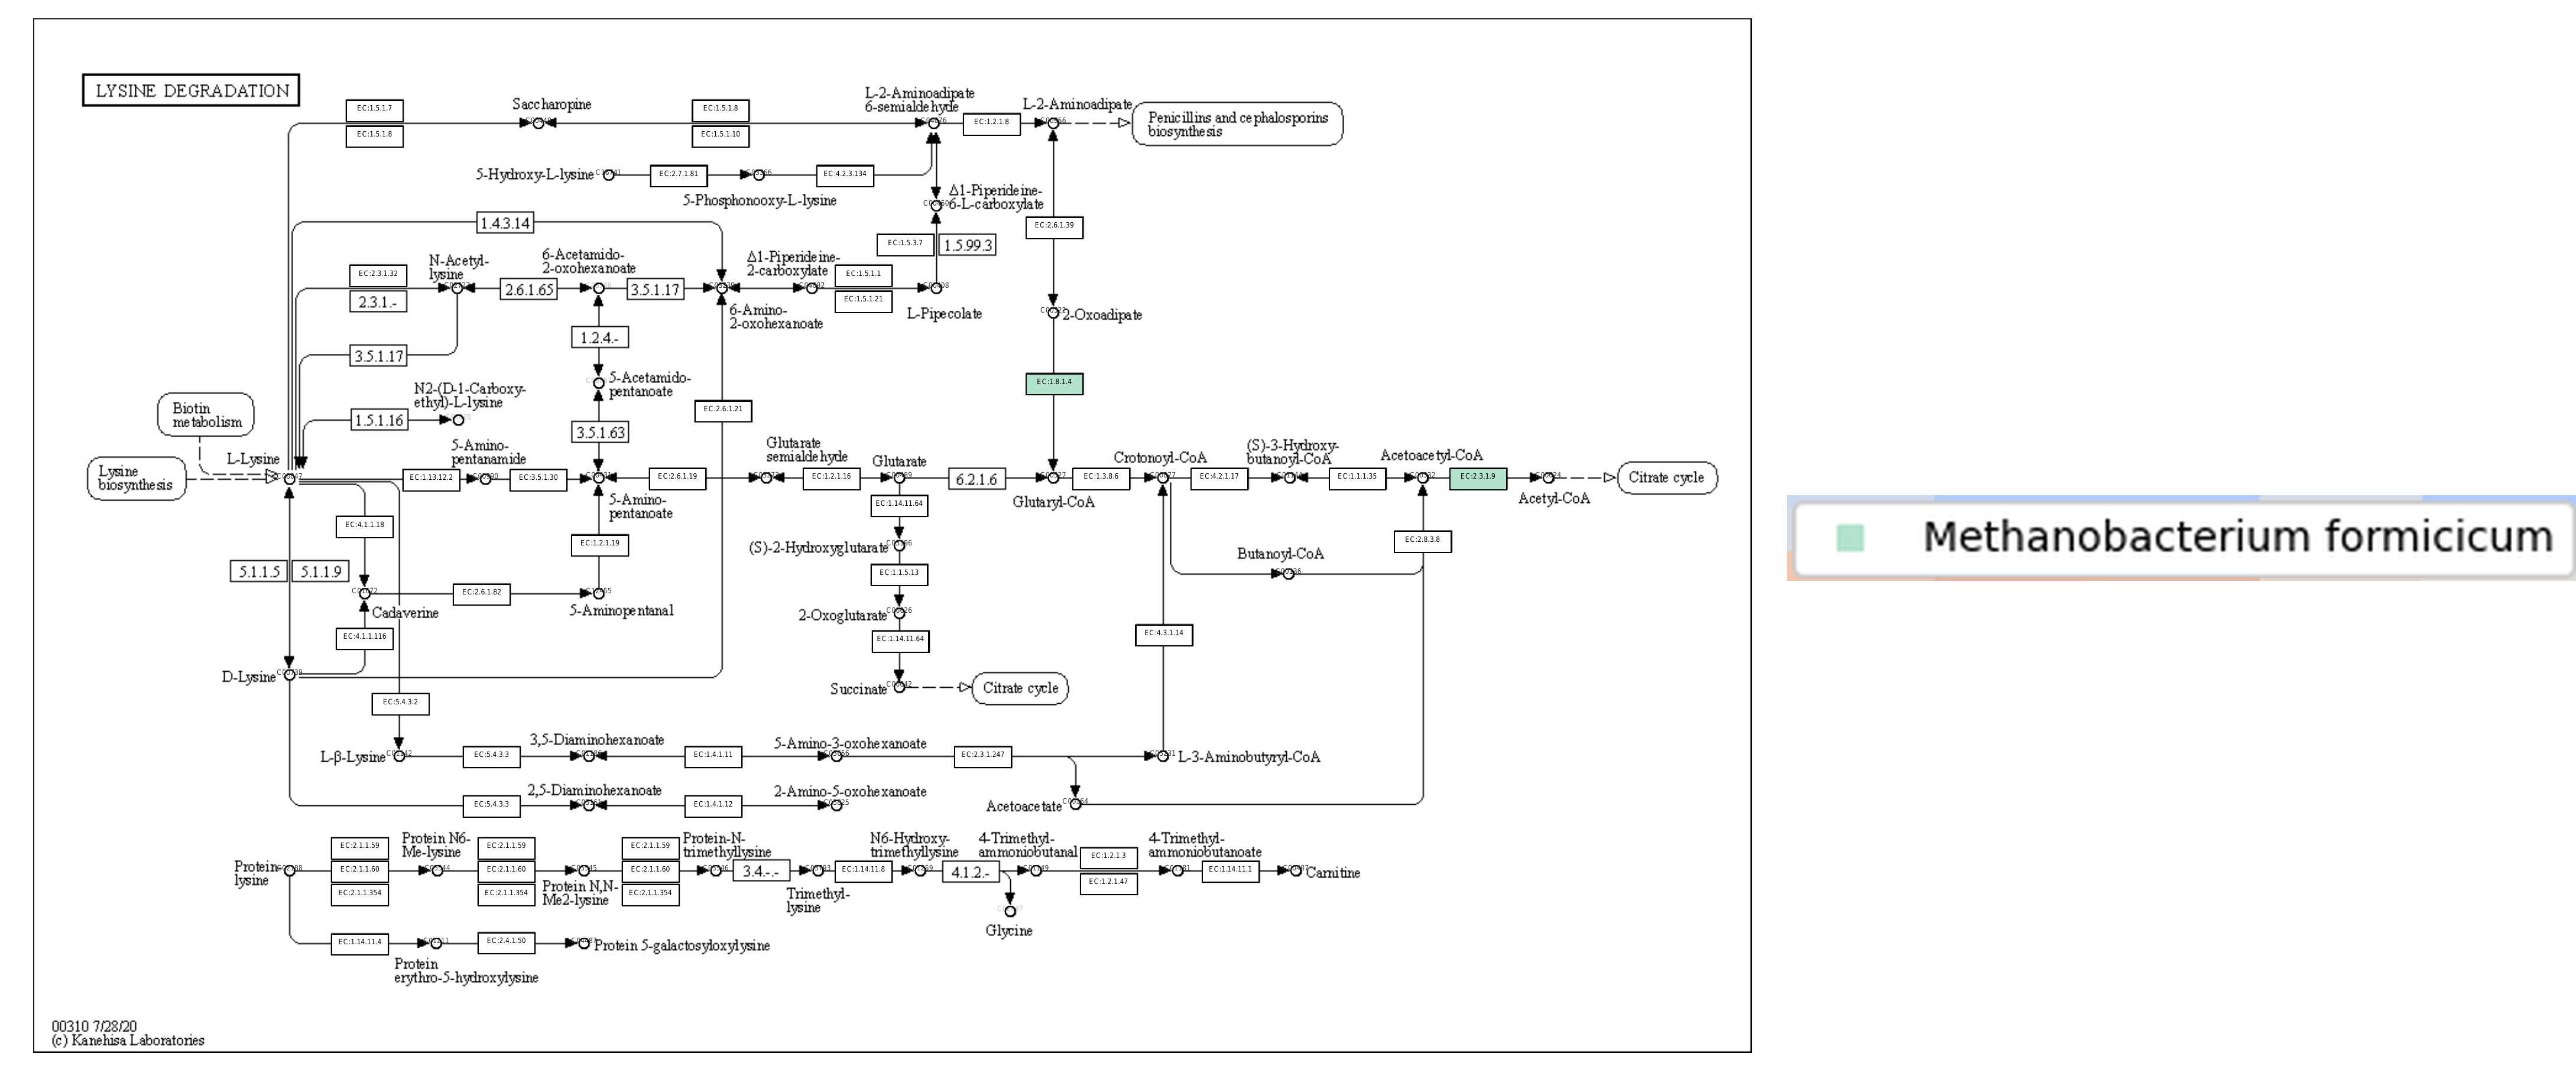 LYSINE DEGRADATION
EC:1.5.1.7
EC:1.5.1.8
Saccharopine
EC:1.5.1.8
EC:1.5.1.10
L-2-Aminoadipate
6-semialdehyde
EC:1.2.1.8
L-2-Aminoadipate
Penicillins and cephalosporins
biosynthesis
5-Hydroxy-L-lysine
EC:2.7.1.81
EC:4.2.3.134
5-Phosphonooxy-L-lysine
Δ1-Piperideine-
6-L-carboxylate
EC:2.6.1.39
1.4.3.14
EC:1.5.3.7
1.5.99.3
N-Acetyl-
lysine
6-Acetamido-
2-oxohexanoate
Δ1-Piperideine-
2-carboxylate
EC:2.3.1.32
2.3.1.-
2.6.1.65
3.5.1.17
EC:1.5.1.1
EC:1.5.1.21
6-Amino-
2-oxohexanoate
L-Pipecolate
2-Oxoadipate
1.2.4.-
3.5.1.17
5-Acetamido-
pentanoate
EC:1.8.1.4
N2-(D-1-Carboxy-
ethyl)-L-lysine
Biotin
metabolism
1.5.1.16
EC:2.6.1.21
3.5.1.63
Lysine
biosynthesis
L-Lysine
5-Amino-
pentanamide
EC:1.13.12.2
EC:3.5.1.30
5-Amino-
pentanoate
EC:2.6.1.19
Glutarate
semialdehyde
EC:1.2.1.16
Glutarate
6.2.1.6
Glutaryl-CoA
EC:1.3.8.6
Crotonoyl-CoA
EC:4.2.1.17
(S)-3-Hydroxy-
butanoyl-CoA
EC:1.1.1.35
Acetoacetyl-CoA
EC:2.3.1.9
Acetyl-CoA
Citrate cycle
EC:4.1.1.18
EC:1.2.1.19
EC:1.14.11.64
(S)-2-Hydroxyglutarate
EC:2.8.3.8
Butanoyl-CoA
5.1.1.5
5.1.1.9
EC:1.1.5.13
Cadaverine
EC:2.6.1.82
5-Aminopentanal
2-Oxoglutarate
EC:4.1.1.116
EC:1.14.11.64
EC:4.3.1.14
D-Lysine
Succinate
Citrate cycle
EC:5.4.3.2
L-β-Lysine
EC:5.4.3.3
3,5-Diaminohexanoate
EC:1.4.1.11
5-Amino-3-oxohexanoate
EC:2.3.1.247
L-3-Aminobutyryl-CoA
EC:5.4.3.3
2,5-Diaminohexanoate
EC:1.4.1.12
2-Amino-5-oxohexanoate
Acetoacetate
Protein
lysine
EC:2.1.1.59
EC:2.1.1.60
EC:2.1.1.354
Protein N6-
Me-lysine
EC:2.1.1.59
EC:2.1.1.60
EC:2.1.1.354
Protein N,N-
Me2-lysine
EC:2.1.1.59
EC:2.1.1.60
EC:2.1.1.354
Protein-N-
trimethyllysine
3.4.-.-
Trimethyl-
lysine
EC:1.14.11.8
N6-Hydroxy-
trimethyllysine
4.1.2.-
4-Trimethyl-
ammoniobutanal
EC:1.2.1.3
EC:1.2.1.47
4-Trimethyl-
ammoniobutanoate
EC:1.14.11.1
Carnitine
Glycine
EC:1.14.11.4
Protein
erythro-5-hydroxylysine
EC:2.4.1.50
Protein 5-galactosyloxylysine
00310 7/28/20
(c) Kanehisa Laboratories
Methanobacterium formicicum